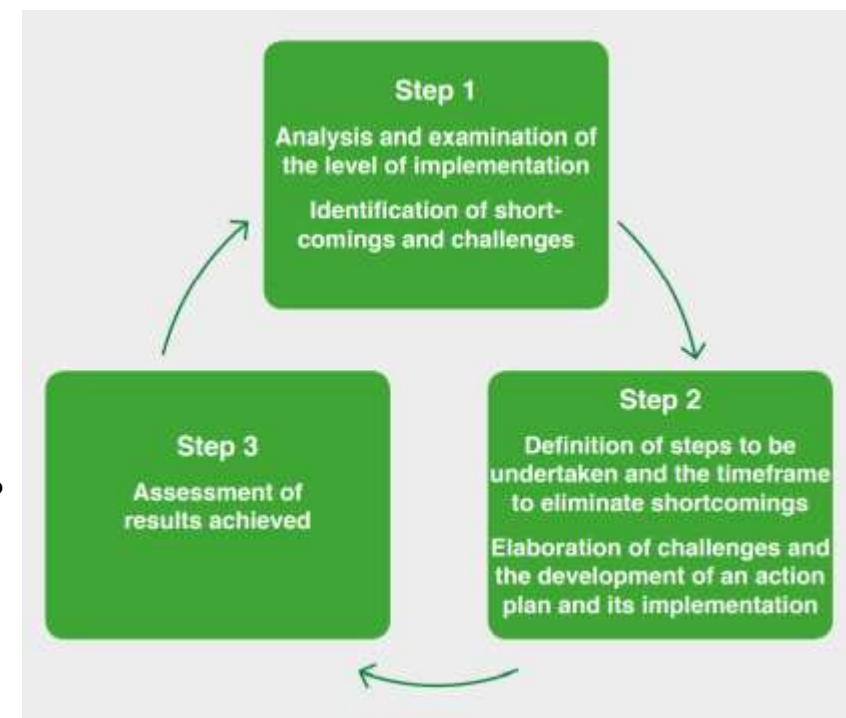 Step 1
Analysis and examination of
the level of implementation
Identification of short-
comings and challenges
Step 2
Definition of steps to be
undertaken and the timeframe
to eliminate shortcomings
Elaboration of challenges and
the development of an action
plan and its implementation
Step 3
Assessment of
results achieved